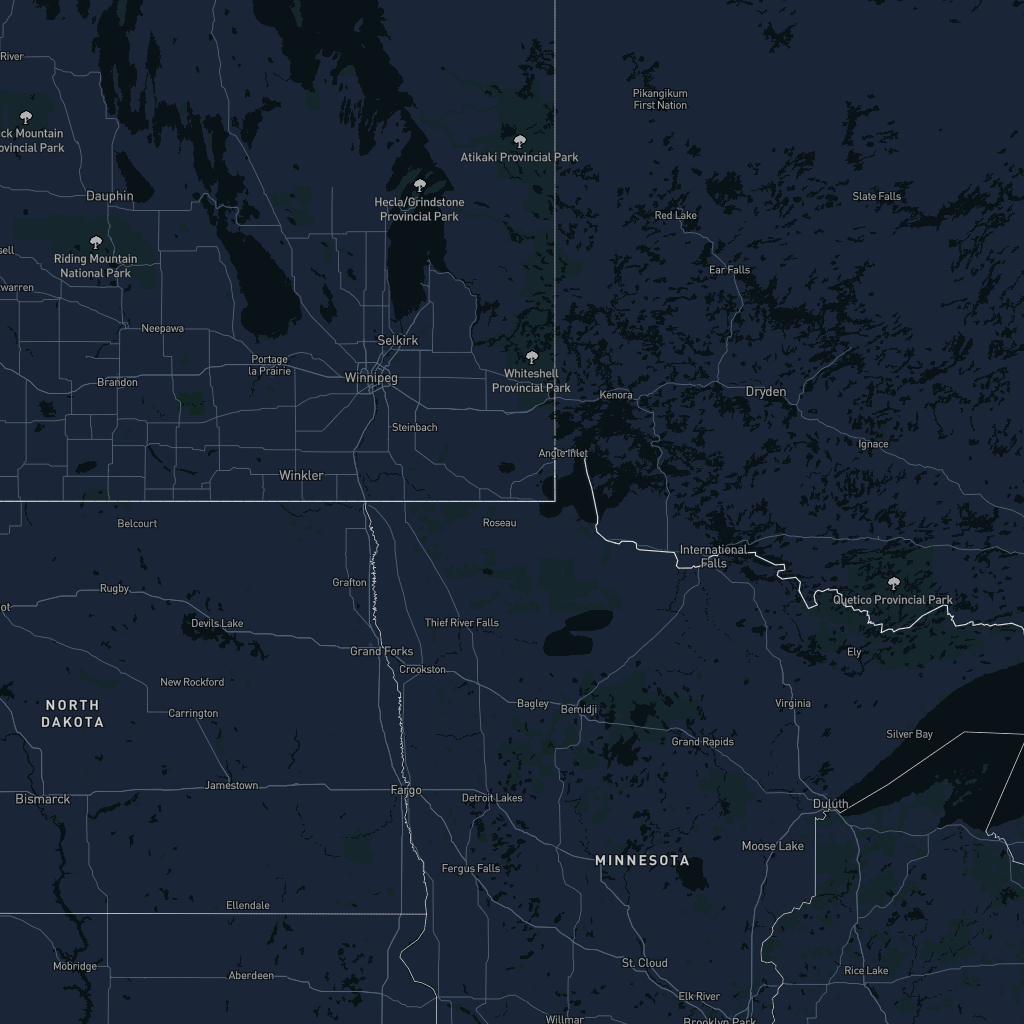 River
Pikangikum
First Nation
ck Mountain
ovincial Park
Atikaki Provincial Park
Dauphin
Hecla/Grindstone
Provincial Park
Slate Falls
Red Lake
sell
Riding Mountain
National Park
Ear Falls
warren
Neepawa
Selkirk
Portage
la Prairie
Whiteshell
Provincial Park
Winnipeg
Brandon
Kenora
Dryden
Steinbach
Ignace
Angle Inlet
Winkler
Belcourt
Roseau
International
Falls
Grafton
Rugby
Quetico Provincial Park
ot
Devils Lake
Thief River Falls
Grand Forks
Ely
Crookston
New Rockford
NORTH
DAKOTA
Carrington
Bagley
Bemidji
Virginia
Silver Bay
Grand Rapids
Jamestown
Fargo
Bismarck
Detroit Lakes
Duluth
Moose Lake
MINNESOTA
Fergus Falls
Ellendale
St. Cloud
Mobridge
Aberdeen
Rice Lake
Elk River
Willmar
Brooklyn Park